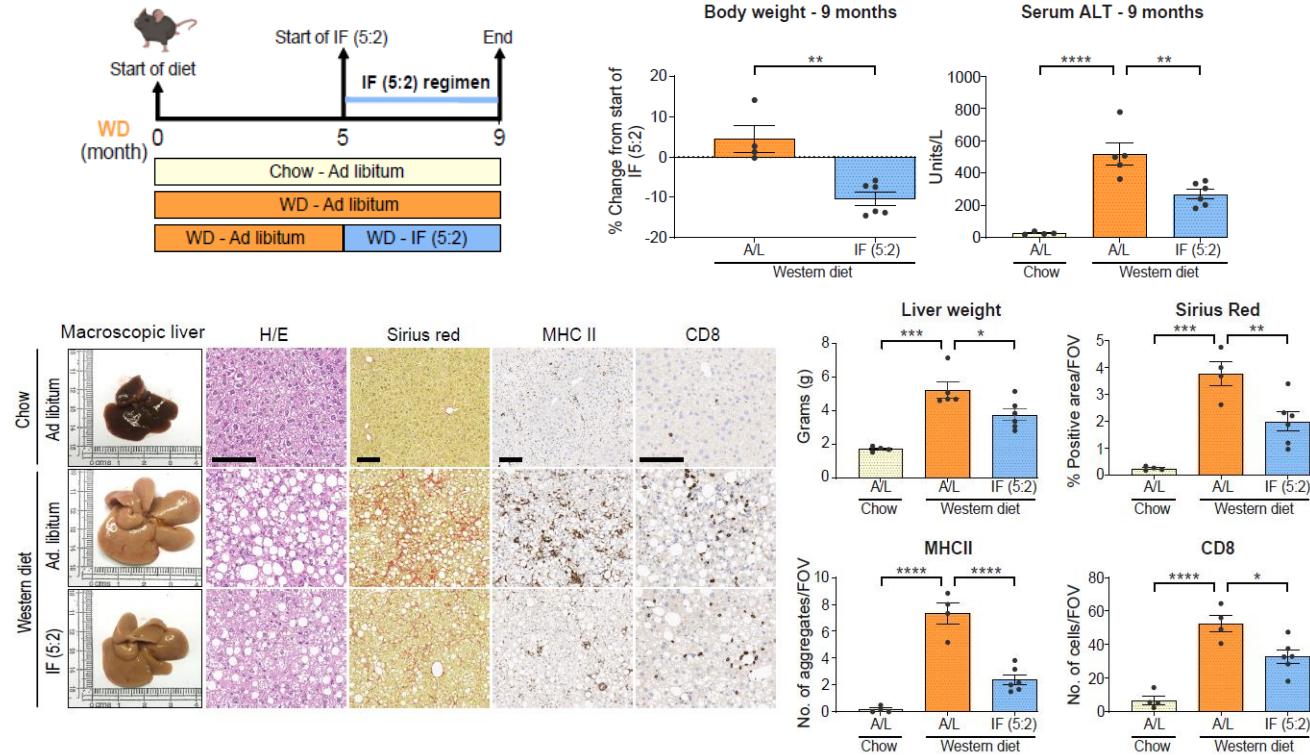 Start of diet
Start of IF (5:2)
End
IF (5:2) regimen
WD
(month)
0
5
9
Chow - Ad libitum
WD - Ad libitum
WD - Ad libitum
WD - IF (5:2)
Body weight - 9 months
**
% Change from start of
IF (5:2)
20
10
0
-10
-20
A/L
IF (5:2)
Western diet
Serum ALT - 9 months
****
**
Units/L
1000
800
600
400
200
0
A/L
A/L
IF (5:2)
Chow
Western diet
Macroscopic liver
H/E
Sirius red
MHC II
CD8
Chow
Ad libitum
Western diet
Ad. libitum
IF (5:2)
Liver weight
***
*
Grams (g)
8
6
4
2
0
A/L
A/L
IF (5:2)
Chow
Western diet
Sirius Red
***
**
% Positive area/FOV
5
4
3
2
1
0
A/L
A/L
IF (5:2)
Chow
Western diet
MHCII
****
****
No. of aggregates/FOV
10
8
6
4
2
0
A/L
A/L
IF (5:2)
Chow
Western diet
CD8
****
*
No. of cells/FOV
80
60
40
20
0
A/L
A/L
IF (5:2)
Chow
Western diet